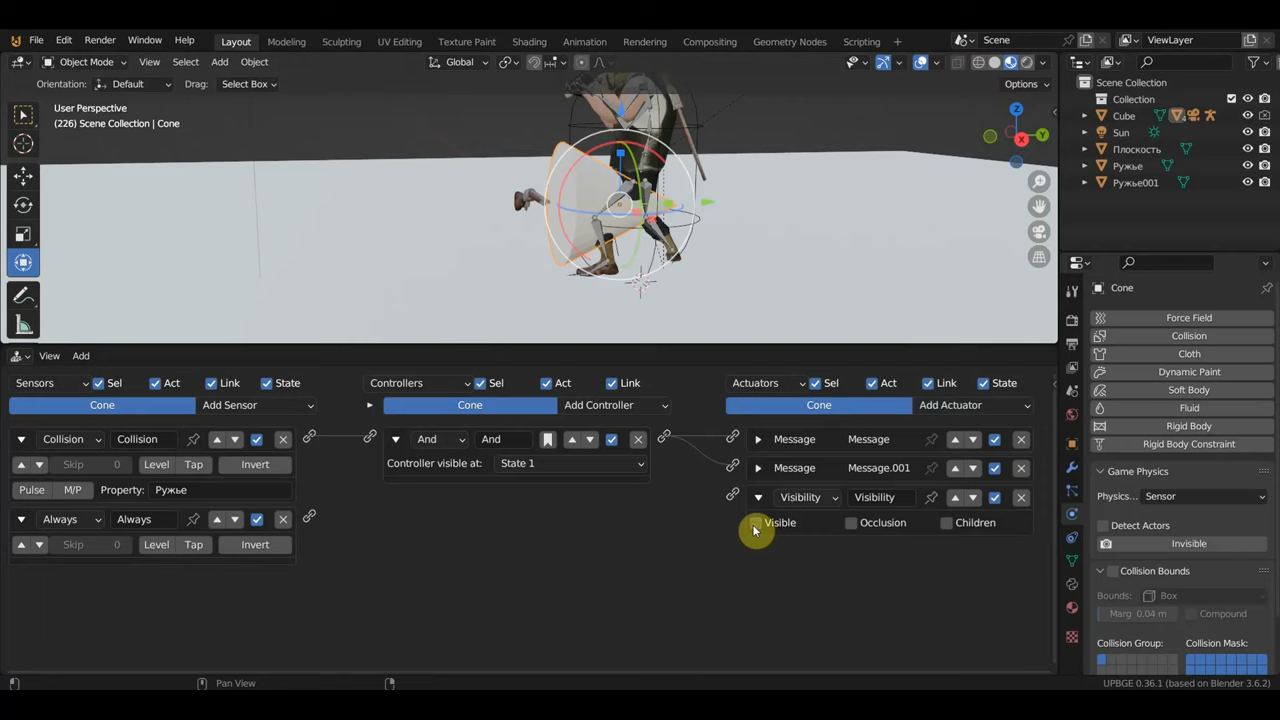 File Edit Render Window Help Layout Modeling Sculpting UV Editing Texture Paint Shading Animation Rendering Compositing Geometry Nodes Scripting + Scene ViewLayer
Object Mode View Select Add Object Global
Orientation: Default Drag: Select Box Options
User Perspective
(226) Scene Collection | Cone
Z
Y
X
Scene Collection
Collection
Cube
Sun
Плоскость
Ружье
Ружье001
Cone
Force Field
Collision
Cloth
Dynamic Paint
Soft Body
Fluid
Rigid Body
Rigid Body Constraint
Game Physics
Physics... Sensor
Detect Actors
Invisible
Collision Bounds
Bounds: Box
Marg 0.04 m Compound
Collision Group: Collision Mask:
View Add
Sensors Sel Act Link State Controllers Sel Act Link Actuators Sel Act Link State
Cone Add Sensor Cone Add Controller Cone Add Actuator
Collision Collision And And Message Message
Skip 0 Level Tap Invert Controller visible at: State 1 Message Message.001
Pulse M/P Property: Ружье Visibility Visibility
Always Always Visible Occlusion Children
Skip 0 Level Tap Invert
Pan View UPBGE 0.36.1 (based on Blender 3.6.2)